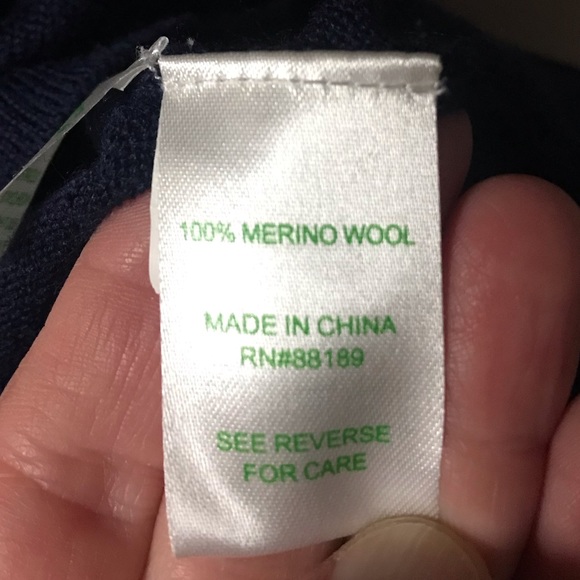 100% MERINO WOOL
MADE IN CHINA
RN#88189
SEE REVERSE
FOR CARE